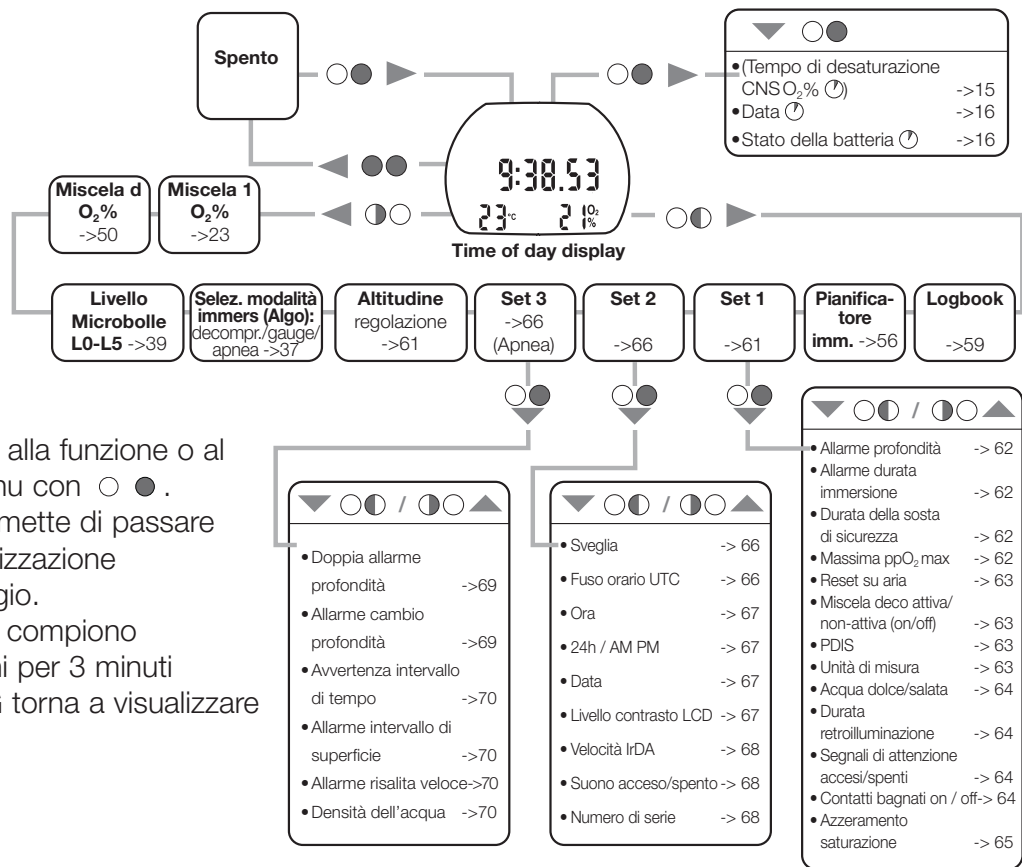 Spento
(Tempo di desaturazione
CNS O₂% )
->15
Data
->16
Stato della batteria
->16
9:38.53
23°C
21 O₂%
Time of day display
Miscela d
O₂%
->50
Miscela 1
O₂%
->23
Livello
Microbolle
L0-L5 ->39
Selez. modalità
immers (Algo):
decompr./gauge/
apnea ->37
Altitudine
regolazione
->61
Set 3
->66
(Apnea)
Set 2
->66
Set 1
->61
Pianifica-
tore
imm. ->56
Logbook
->59
alla funzione o al
nu con
mette di passare
izzazione
gio.
compiono
ni per 3 minuti
G torna a visualizzare
/
• Doppia allarme
profondità ->69
• Allarme cambio
profondità ->69
• Avvertenza intervallo
di tempo ->70
• Allarme intervallo di
superficie ->70
• Allarme risalita veloce->70
• Densità dell'acqua ->70
/
• Sveglia -> 66
• Fuso orario UTC -> 66
• Ora -> 67
• 24h / AM PM -> 67
• Data -> 67
• Livello contrasto LCD -> 67
• Velocità IrDA -> 68
• Suono acceso/spento -> 68
• Numero di serie -> 68
/
• Allarme profondità -> 62
• Allarme durata
immersione -> 62
• Durata della sosta
di sicurezza -> 62
• Massima ppO₂ max -> 62
• Reset su aria -> 63
• Miscela deco attiva/
non-attiva (on/off) -> 63
• PDIS -> 63
• Unità di misura -> 63
• Acqua dolce/salata -> 64
• Durata
retroilluminazione -> 64
• Segnali di attenzione
accesi/spenti -> 64
• Contatti bagnati on / off-> 64
• Azzeramento
saturazione -> 65